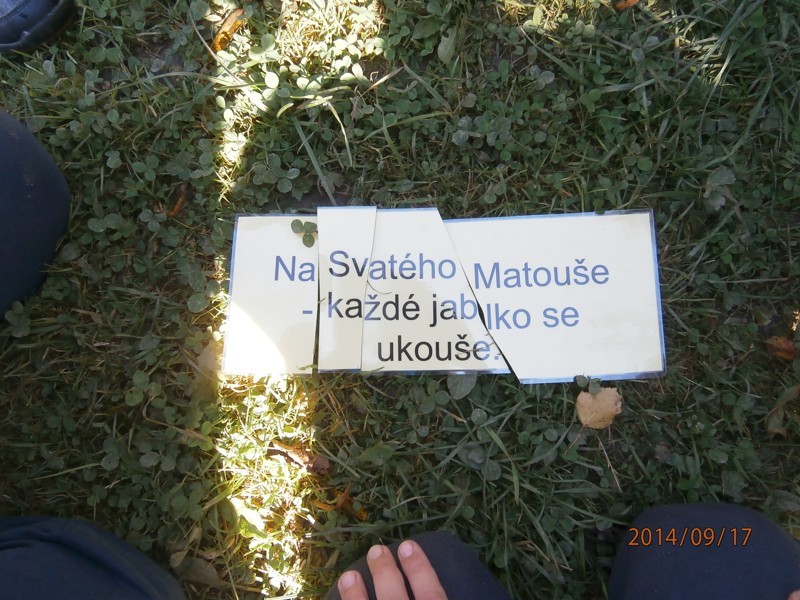 Na Svatého Matouše
- každé jablko se
ukouše.
2014/09/17